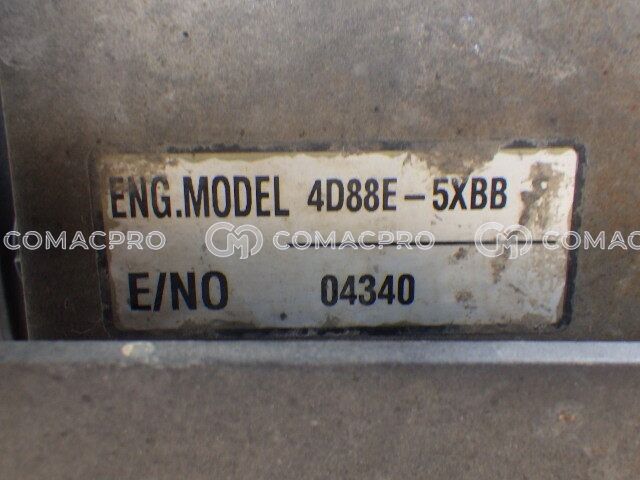 ENG.MODEL 4D88E-5XBB
COMACPRO COMACPRO COMACPRO
E/NO 04340